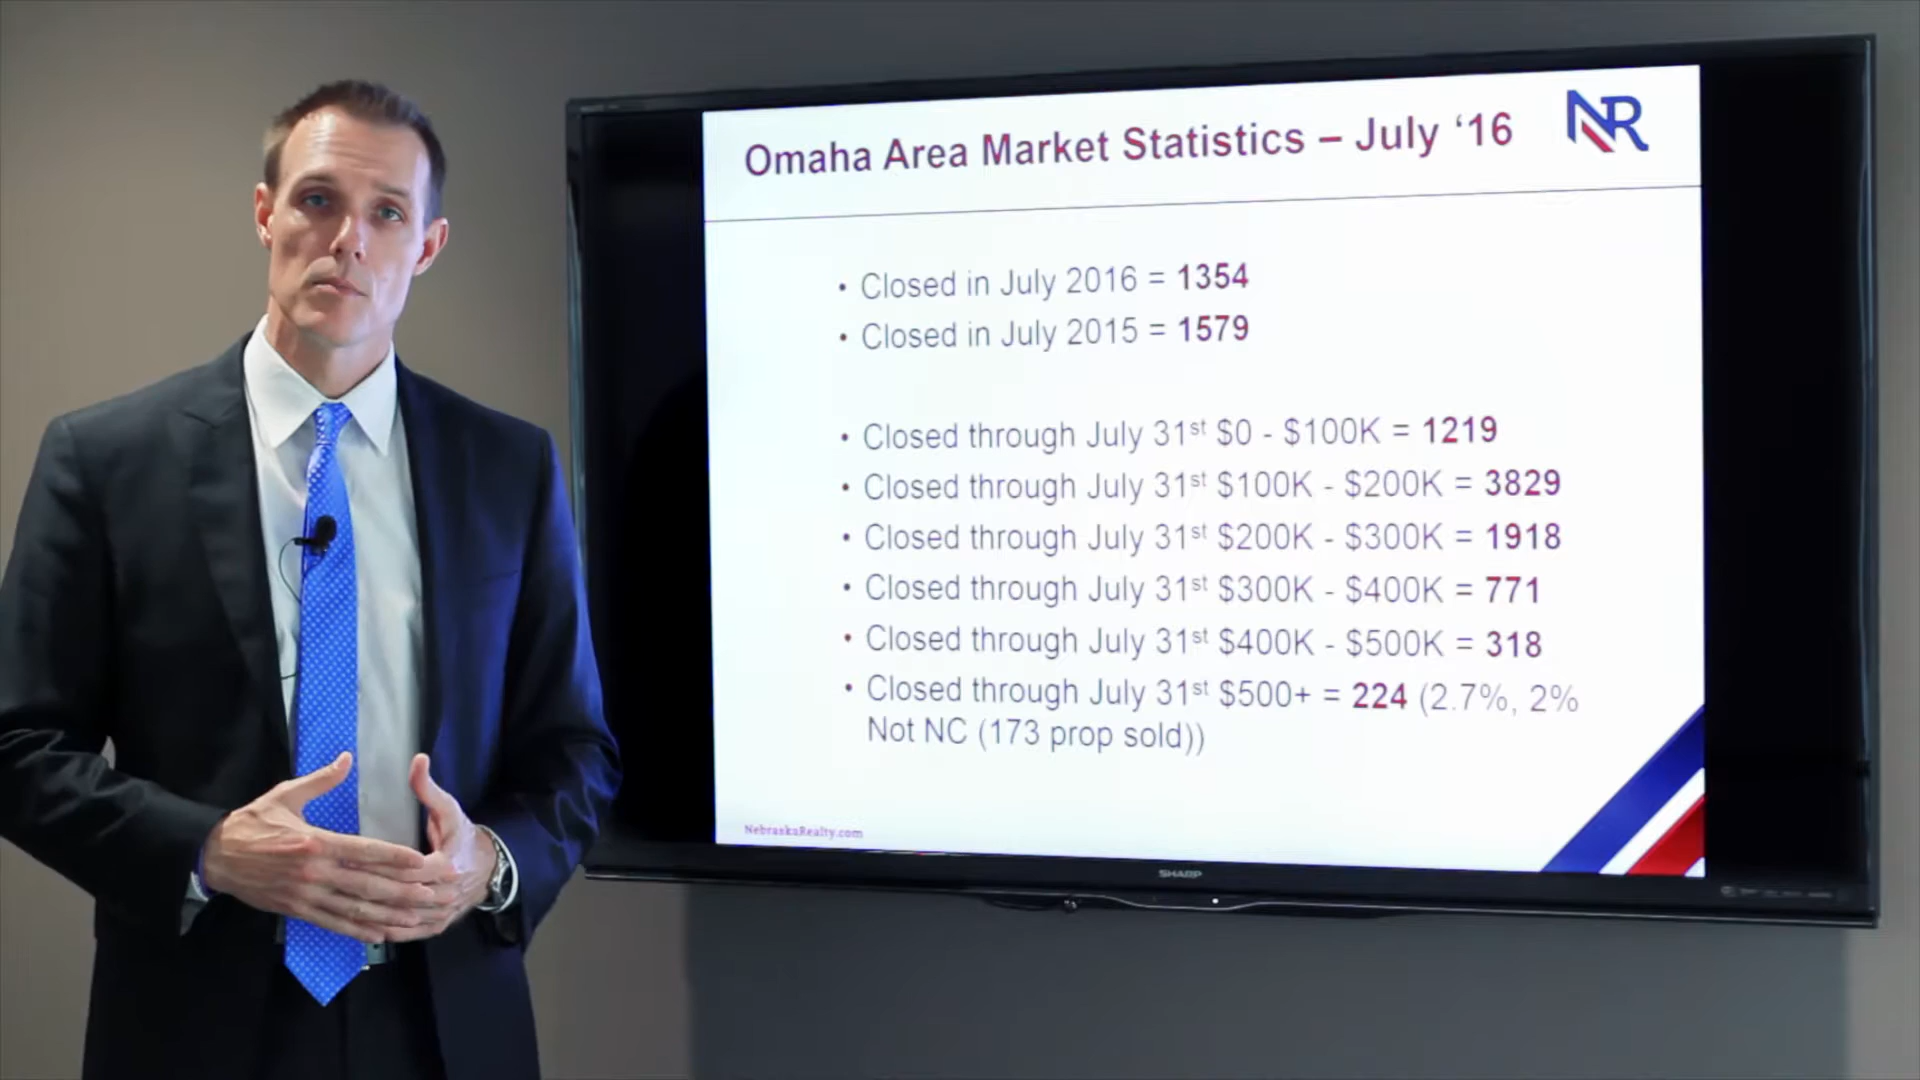 Omaha Area Market Statistics – July ‘16
NR
• Closed in July 2016 = 1354
• Closed in July 2015 = 1579
• Closed through July 31st $0 - $100K = 1219
• Closed through July 31st $100K - $200K = 3829
• Closed through July 31st $200K - $300K = 1918
• Closed through July 31st $300K - $400K = 771
• Closed through July 31st $400K - $500K = 318
• Closed through July 31st $500+ = 224 (2.7%, 2%
Not NC (173 prop sold))
NebraskaRealty.com
SHARP